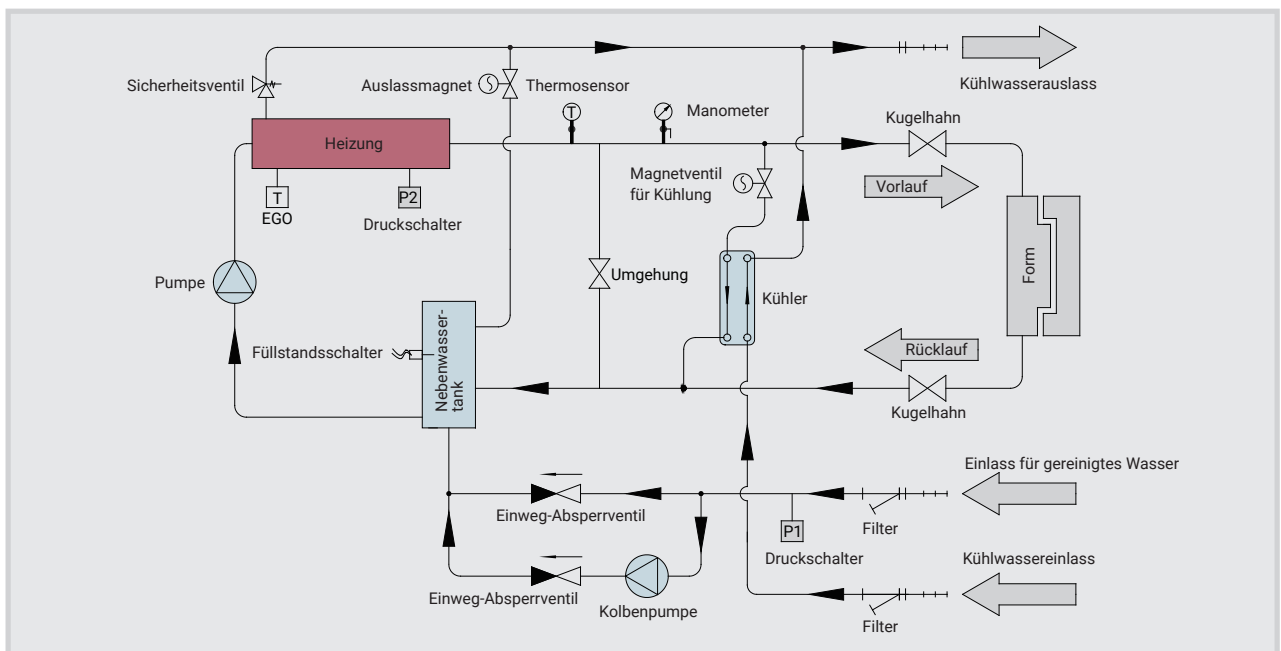 Sicherheitsventil
Auslassmagnet
Thermosensor
Kühlwasserauslass
T
Manometer
Kugelhahn
Heizung
Magnetventil
für Kühlung
Vorlauf
T
EGO
P2
Druckschalter
Pumpe
Umgehung
Kühler
Form
Füllstandsschalter
Nebenwasser-
tank
Rücklauf
Kugelhahn
Einlass für gereinigtes Wasser
Einweg-Absperrventil
P1
Druckschalter
Filter
Kühlwassereinlass
Einweg-Absperrventil
Kolbenpumpe
Filter